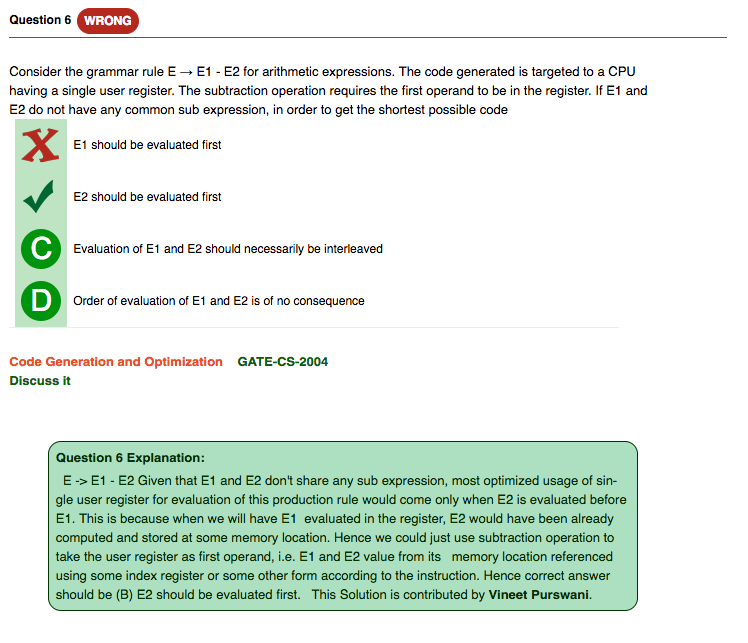 Question 6 WRONG
Consider the grammar rule E → E1 - E2 for arithmetic expressions. The code generated is targeted to a CPU
having a single user register. The subtraction operation requires the first operand to be in the register. If E1 and
E2 do not have any common sub expression, in order to get the shortest possible code
E1 should be evaluated first
E2 should be evaluated first
C Evaluation of E1 and E2 should necessarily be interleaved
D Order of evaluation of E1 and E2 is of no consequence
Code Generation and Optimization GATE-CS-2004
Discuss it
Question 6 Explanation:
E -> E1 - E2 Given that E1 and E2 don't share any sub expression, most optimized usage of sin-
gle user register for evaluation of this production rule would come only when E2 is evaluated before
E1. This is because when we will have E1 evaluated in the register, E2 would have been already
computed and stored at some memory location. Hence we could just use subtraction operation to
take the user register as first operand, i.e. E1 and E2 value from its memory location referenced
using some index register or some other form according to the instruction. Hence correct answer
should be (B) E2 should be evaluated first. This Solution is contributed by Vineet Purswani.